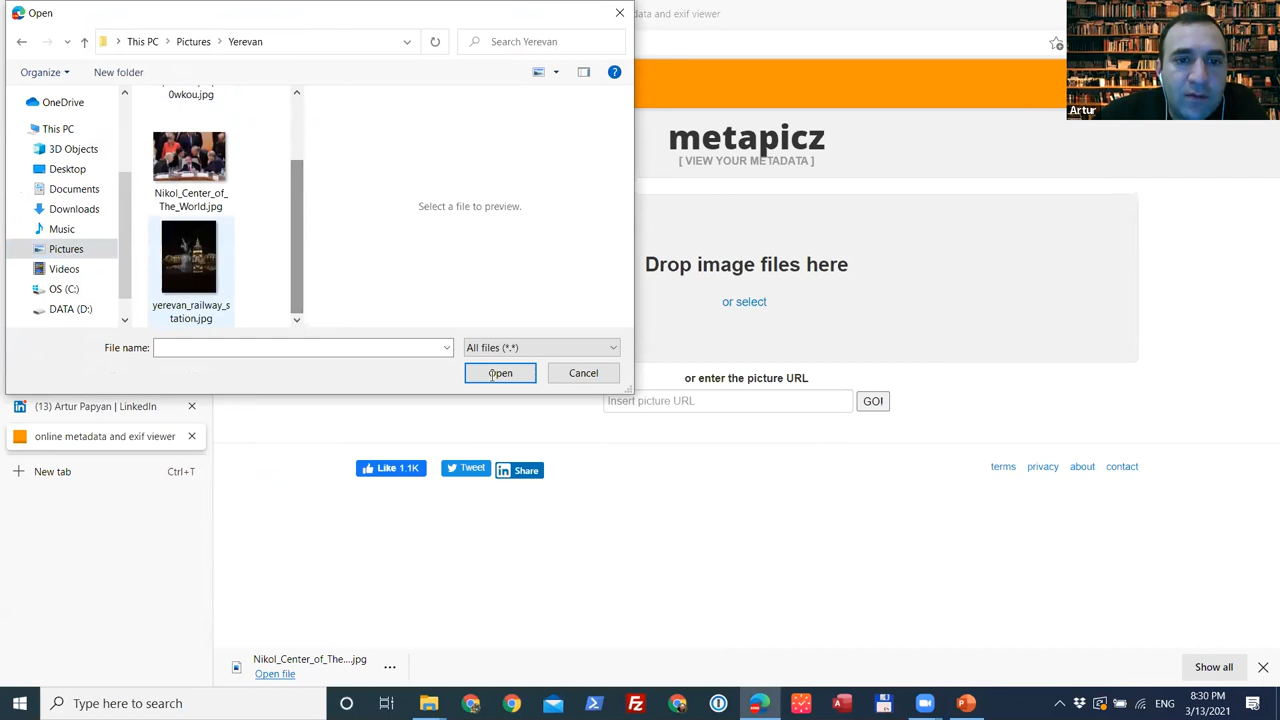 Open
data and exif viewer
This PC > Pictures > Yerevan
Search Yerevan
Organize
New folder
0wkou.jpg
OneDrive
This PC
3D Objects
Desktop
Documents
Downloads
Music
Pictures
Videos
OS (C:)
DATA (D:)
Nikol_Center_of_
The_World.jpg
yerevan_railway_s
tation.jpg
Select a file to preview.
File name:
All files (*.*)
Open
Cancel
Artur
metapicz
[ VIEW YOUR METADATA ]
Drop image files here
or select
or enter the picture URL
Insert picture URL
GO!
(13) Artur Papyan | LinkedIn
online metadata and exif viewer
New tab
Ctrl+T
Like 1.1K
Tweet
Share
terms
privacy
about
contact
Nikol_Center_of_The....jpg
Open file
Show all
Type here to search
ENG
8:30 PM
3/13/2021